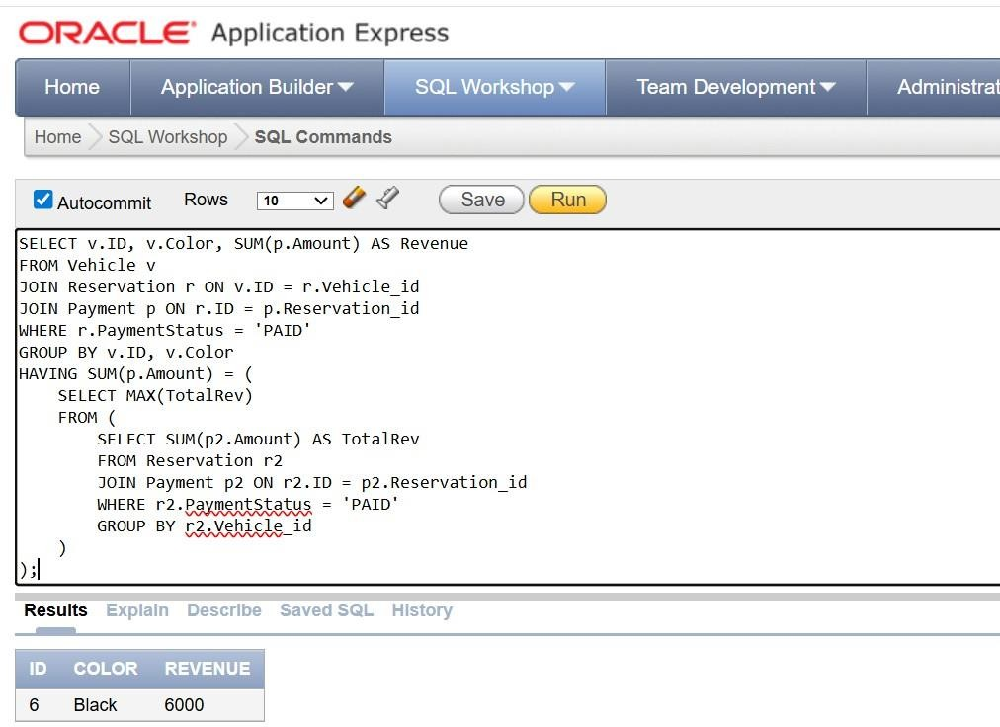 ORACLE® Application Express
Home Application Builder SQL Workshop Team Development Administrat
Home SQL Workshop SQL Commands
Autocommit Rows 10 Save Run
SELECT v.ID, v.Color, SUM(p.Amount) AS Revenue
FROM Vehicle v
JOIN Reservation r ON v.ID = r.Vehicle_id
JOIN Payment p ON r.ID = p.Reservation_id
WHERE r.PaymentStatus = 'PAID'
GROUP BY v.ID, v.Color
HAVING SUM(p.Amount) = (
    SELECT MAX(TotalRev)
    FROM (
        SELECT SUM(p2.Amount) AS TotalRev
        FROM Reservation r2
        JOIN Payment p2 ON r2.ID = p2.Reservation_id
        WHERE r2.PaymentStatus = 'PAID'
        GROUP BY r2.Vehicle_id
    )
);
Results Explain Describe Saved SQL History
ID COLOR REVENUE
6 Black 6000